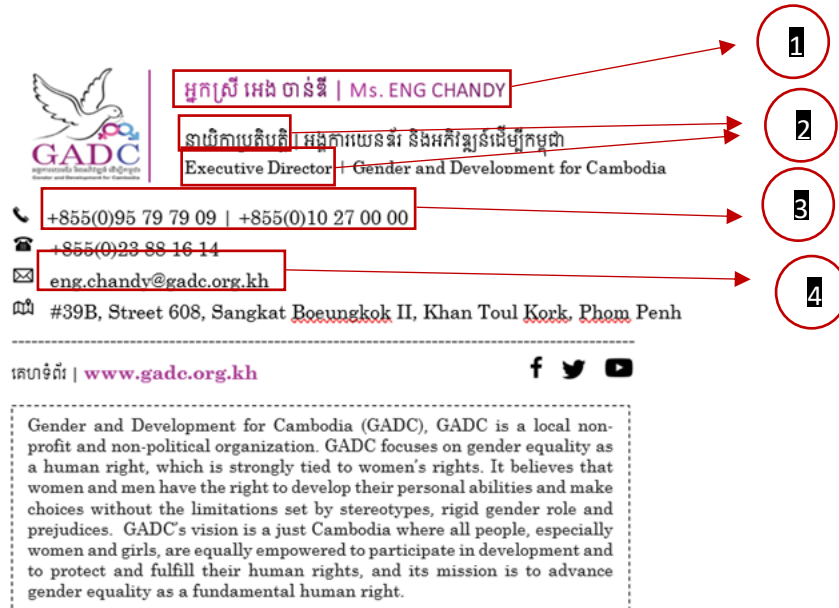 1
អ្នកស្រី អេង ចាន់ឌី | Ms. ENG CHANDY
2
នាយិកាប្រតិបត្តិ | អង្គការយេនឌ័រ និងអភិវឌ្ឍន៍ដើម្បីកម្ពុជា
GADC
Executive Director | Gender and Development for Cambodia
Gender and Development for Cambodia
3
+855(0)95 79 79 09 | +855(0)10 27 00 00
+855(0)23 88 16 14
eng.chandy@gadc.org.kh
4
#39B, Street 608, Sangkat Boeungkok II, Khan Toul Kork, Phom Penh
គេហទំព័រ | www.gadc.org.kh
Gender and Development for Cambodia (GADC), GADC is a local non-
profit and non-political organization. GADC focuses on gender equality as
a human right, which is strongly tied to women's rights. It believes that
women and men have the right to develop their personal abilities and make
choices without the limitations set by stereotypes, rigid gender role and
prejudices. GADC's vision is a just Cambodia where all people, especially
women and girls, are equally empowered to participate in development and
to protect and fulfill their human rights, and its mission is to advance
gender equality as a fundamental human right.